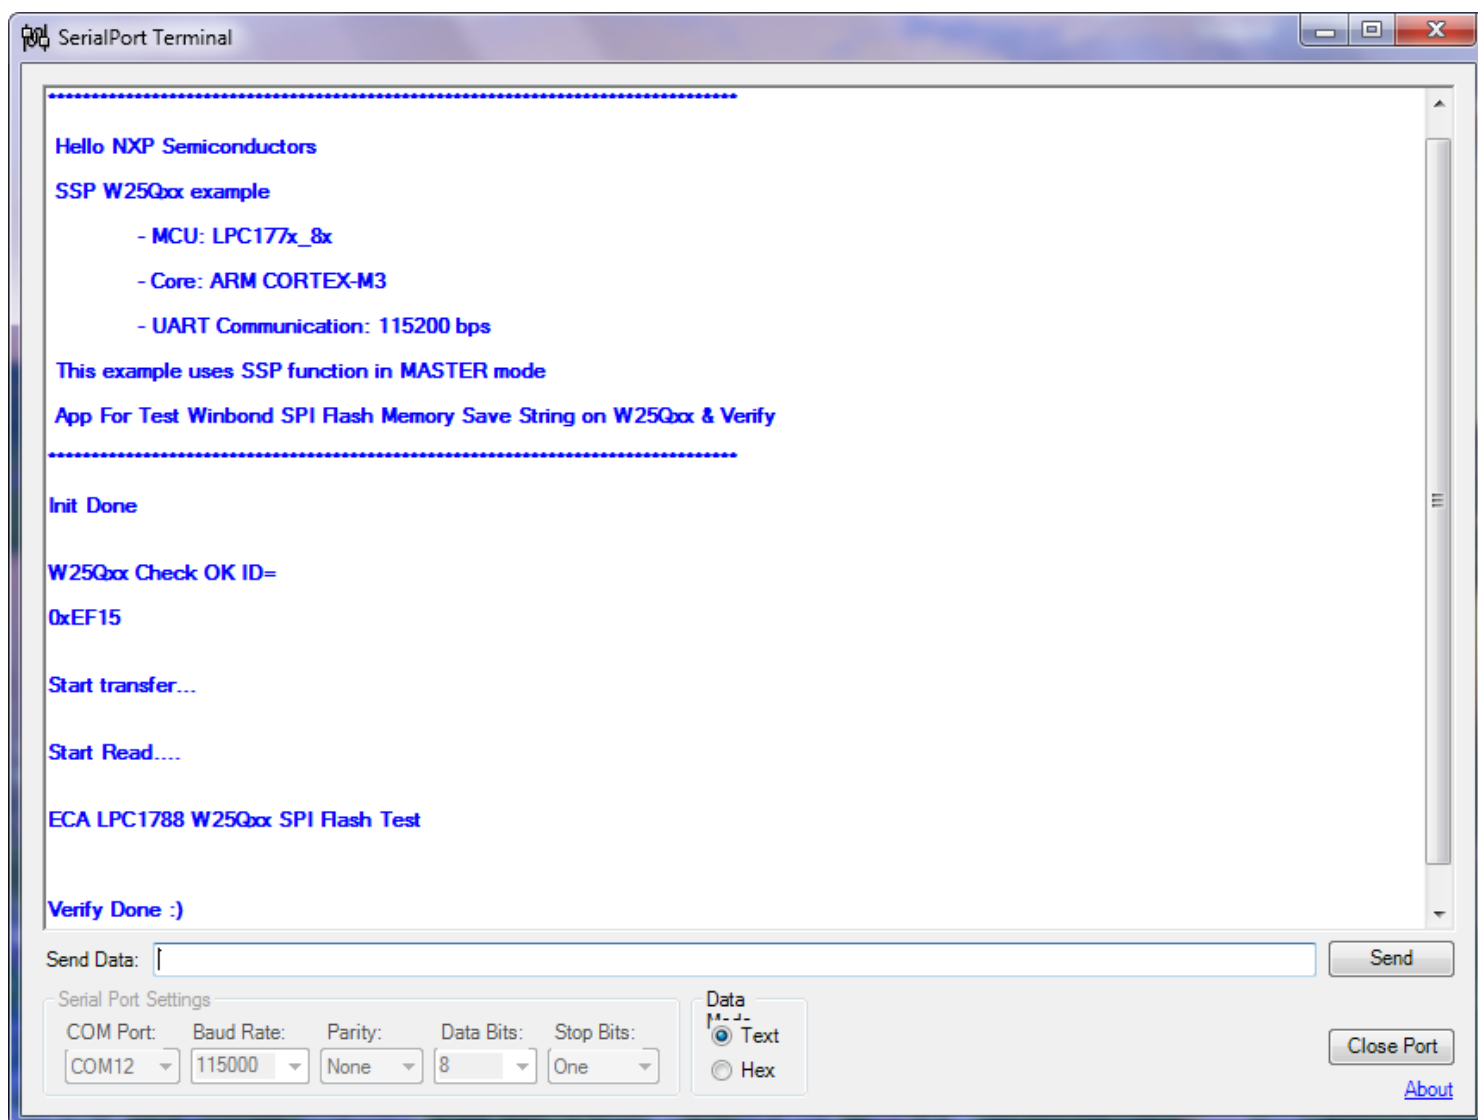 SerialPort Terminal
Hello NXP Semiconductors
SSP W25Qxx example
- MCU: LPC177x_8x
- Core: ARM CORTEX-M3
- UART Communication: 115200 bps
This example uses SSP function in MASTER mode
App For Test Winbond SPI Flash Memory Save String on W25Qxx & Verify
Init Done
W25Qxx Check OK ID=
0xEF15
Start transfer...
Start Read....
ECA LPC1788 W25Qxx SPI Flash Test
Verify Done :)
Send Data:
Send
Serial Port Settings
COM Port: Baud Rate: Parity: Data Bits: Stop Bits:
COM12 115000 None 8 One
Data
Text
Hex
Close Port
About